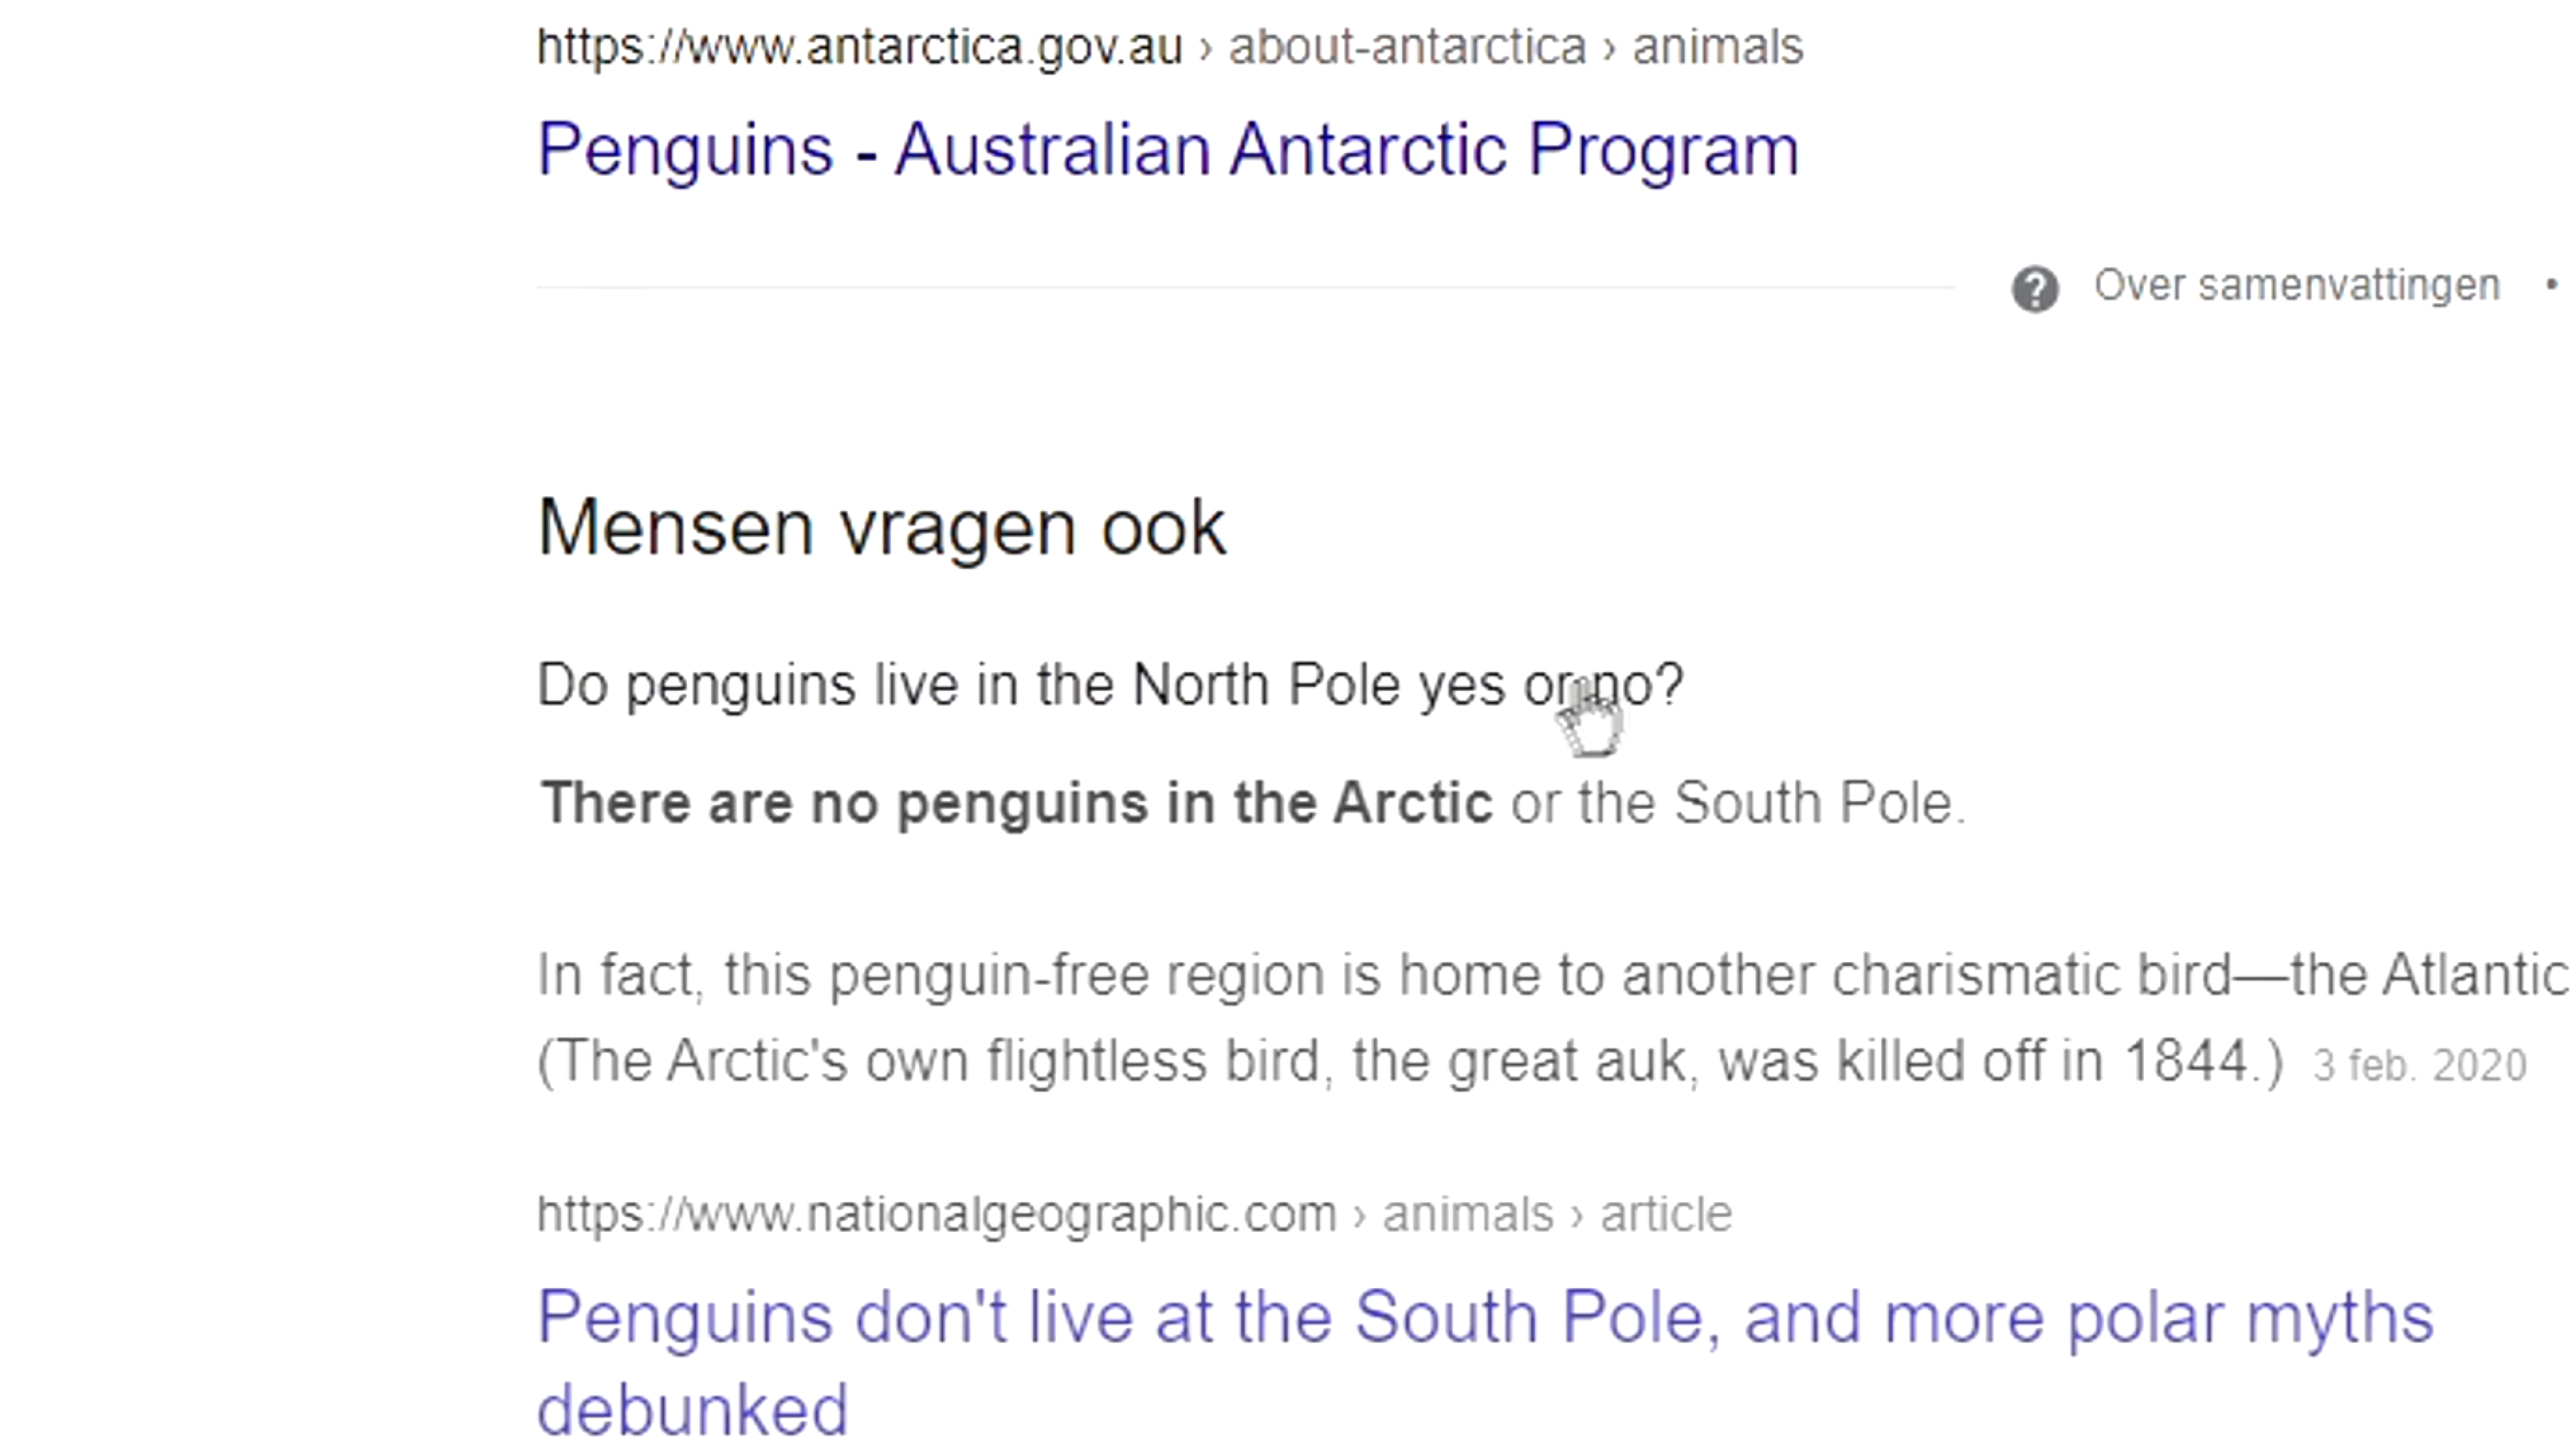 https://www.antarctica.gov.au › about-antarctica › animals
Penguins - Australian Antarctic Program
Over samenvattingen •
Mensen vragen ook
Do penguins live in the North Pole yes or no?
There are no penguins in the Arctic or the South Pole.
In fact, this penguin-free region is home to another charismatic bird—the Atlantic
(The Arctic's own flightless bird, the great auk, was killed off in 1844.) 3 feb. 2020
https://www.nationalgeographic.com › animals › article
Penguins don't live at the South Pole, and more polar myths
debunked